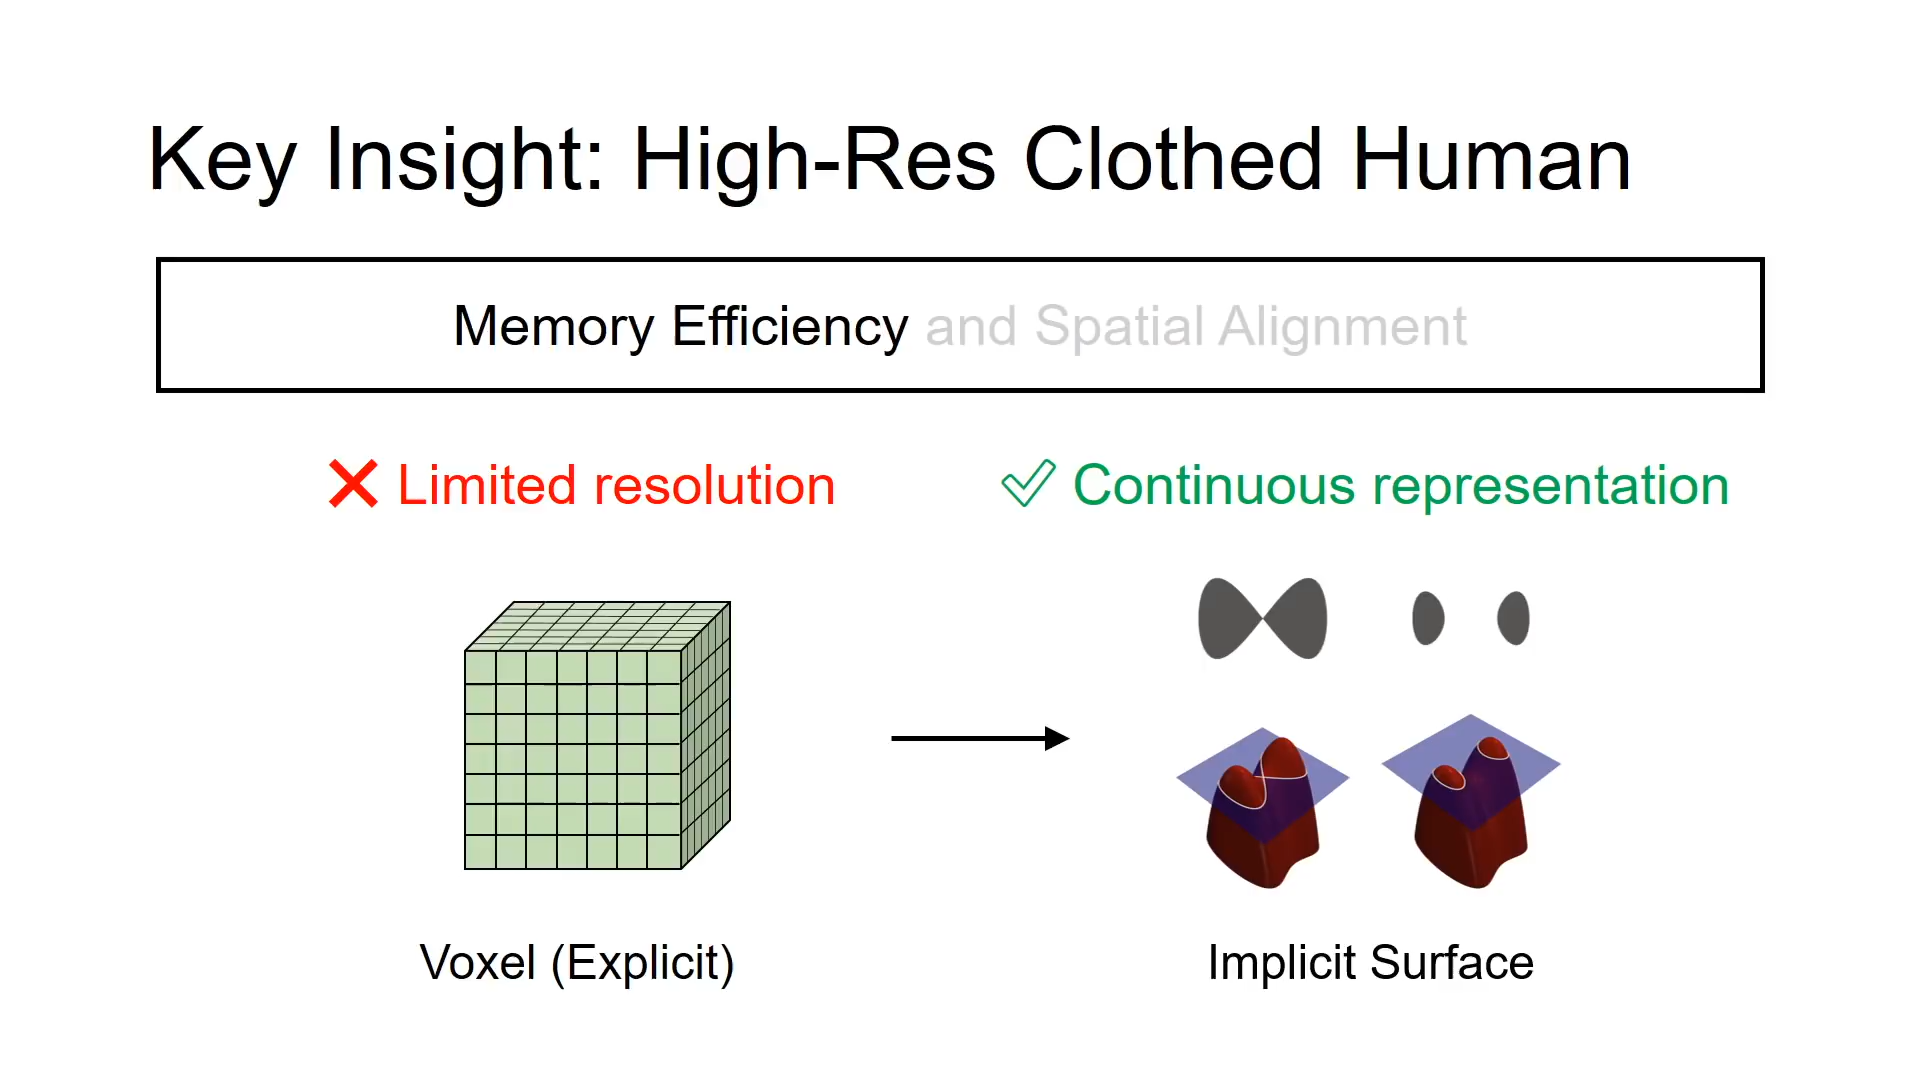 Key Insight: High-Res Clothed Human
Memory Efficiency and Spatial Alignment
Limited resolution
Continuous representation
Voxel (Explicit)
Implicit Surface